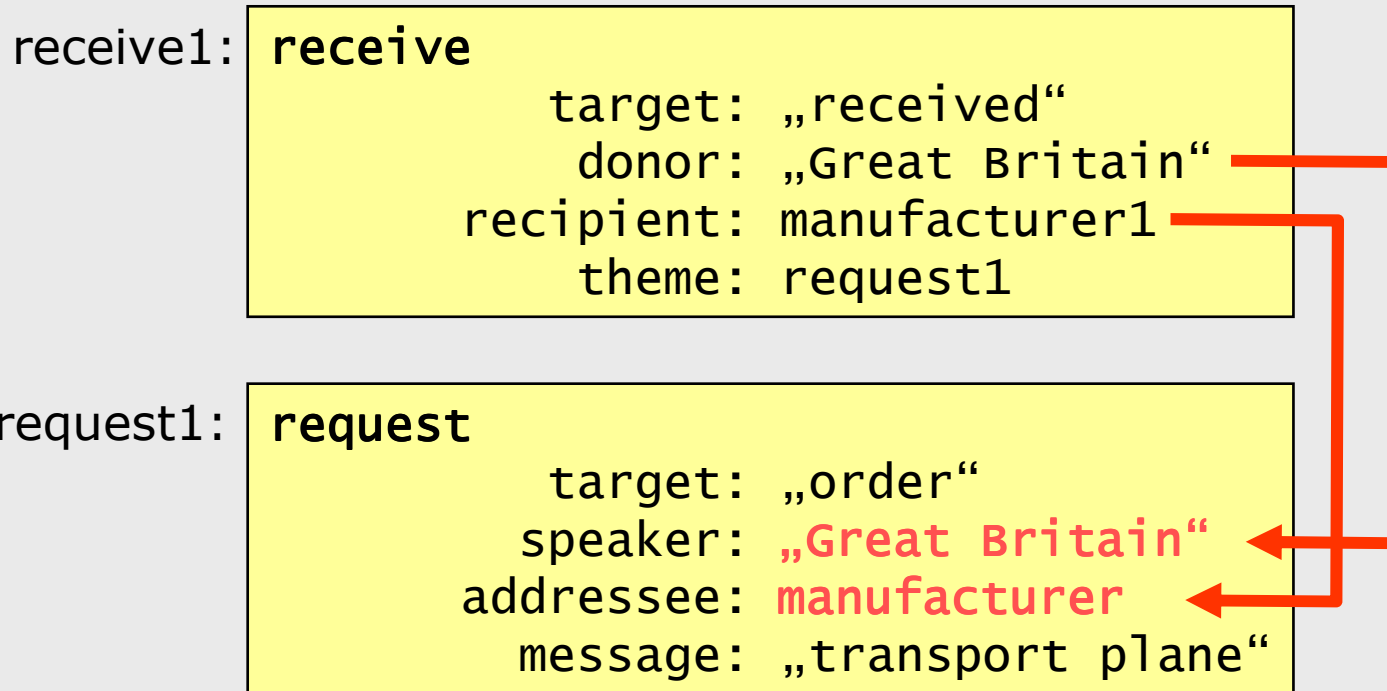 receive1: receive
target: „received“
donor: „Great Britain“
recipient: manufacturer1
theme: request1
request1: request
target: „order“
speaker: „Great Britain“
addressee: manufacturer
message: „transport plane“